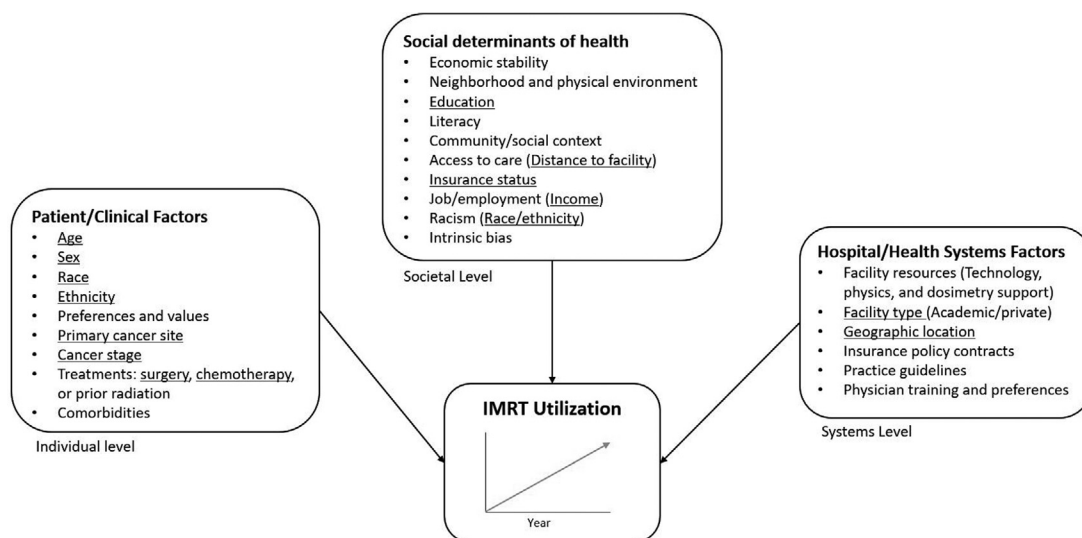 Social determinants of health
• Economic stability
• Neighborhood and physical environment
• Education
• Literacy
• Community/social context
• Access to care (Distance to facility)
• Insurance status
• Job/employment (Income)
• Racism (Race/ethnicity)
• Intrinsic bias
Societal Level
Patient/Clinical Factors
• Age
• Sex
• Race
• Ethnicity
• Preferences and values
• Primary cancer site
• Cancer stage
• Treatments: surgery, chemotherapy,
or prior radiation
• Comorbidities
Individual level
Hospital/Health Systems Factors
• Facility resources (Technology,
physics, and dosimetry support)
• Facility type (Academic/private)
• Geographic location
• Insurance policy contracts
• Practice guidelines
• Physician training and preferences
Systems Level
IMRT Utilization
Year